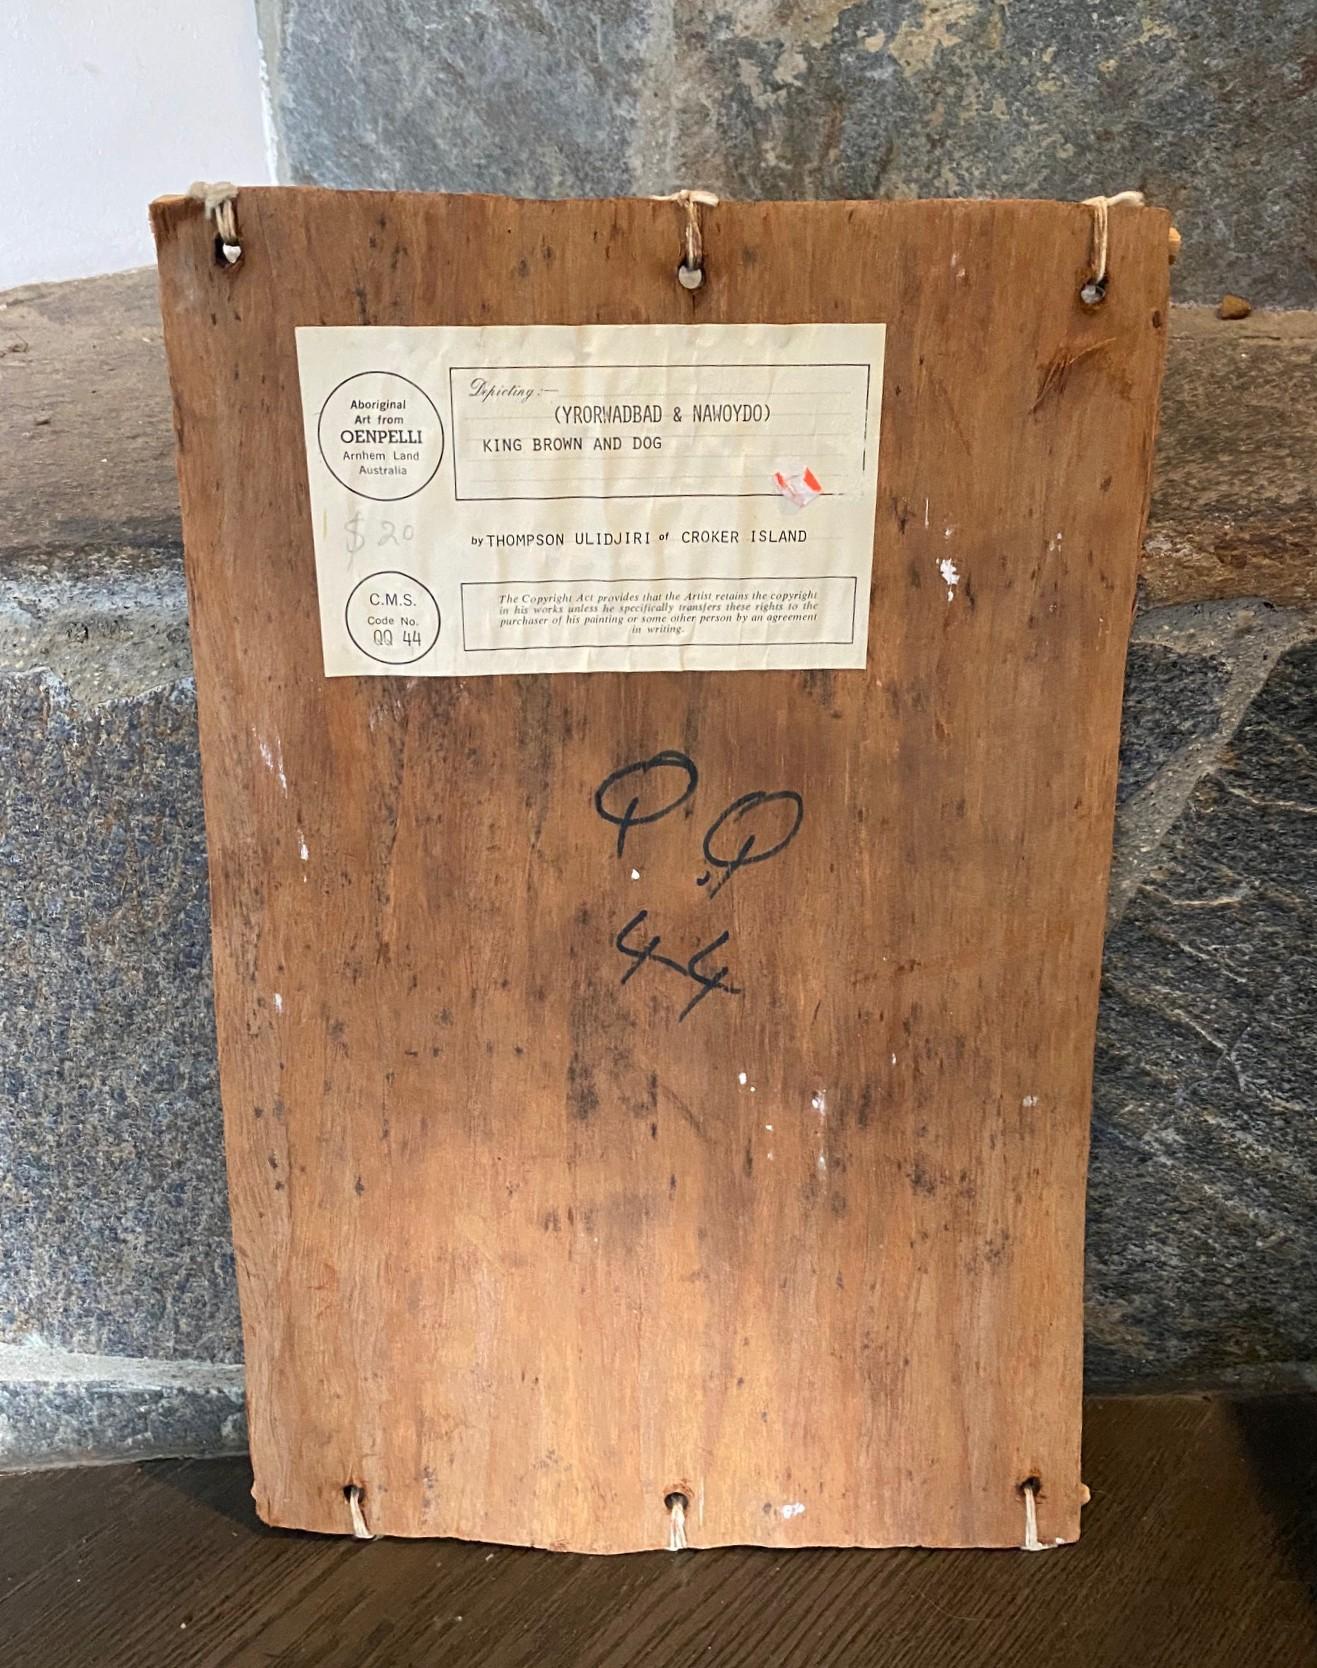 Aboriginal
Art from
OENPELLI
Arnhem Land
Australia
Depicting:—
(YRORWADBAD & NAWOYDO)
KING BROWN AND DOG
$20
by THOMPSON ULIDJIRI of CROKER ISLAND
C.M.S.
Code No.
QQ 44
The Copyright Act provides that the Artist retains the copyright
in his works unless he specifically transfers these rights to the
purchaser of his painting or some other person by an agreement
in writing.
QQ
44